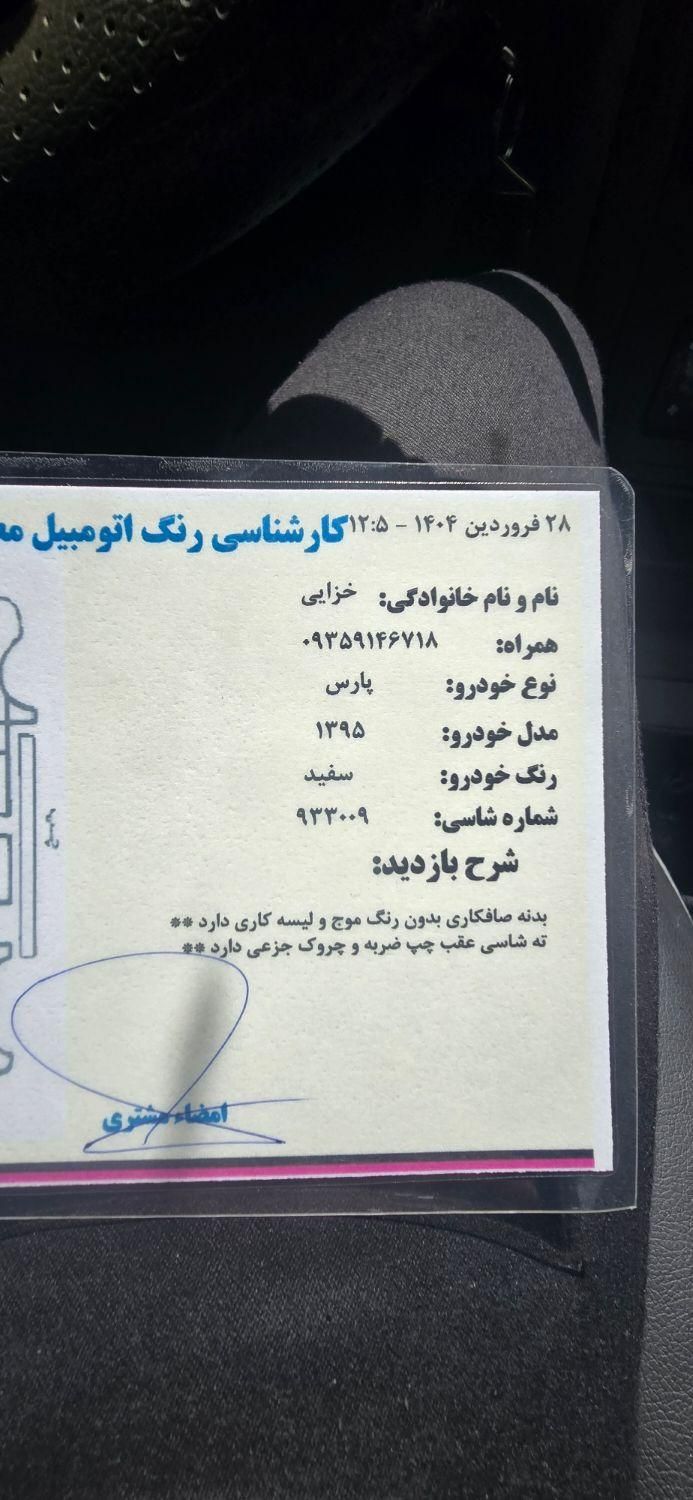 ۲۸ فروردین ۱۴۰۴ - ۱۲:۵ کارشناسی رنگ اتومبیل
نام و نام خانوادگی: خزایی
همراه: ۰۹۳۵۹۱۴۶۷۱۸
نوع خودرو: پارس
مدل خودرو: ۱۳۹۵
رنگ خودرو: سفید
شماره شاسی: ۹۳۳۰۰۹
شرح بازدید:
بدنه صافکاری بدون رنگ موج و لیسه کاری دارد **
ته شاسی عقب چپ ضربه و چروک جزعی دارد **
امضاء مشتری